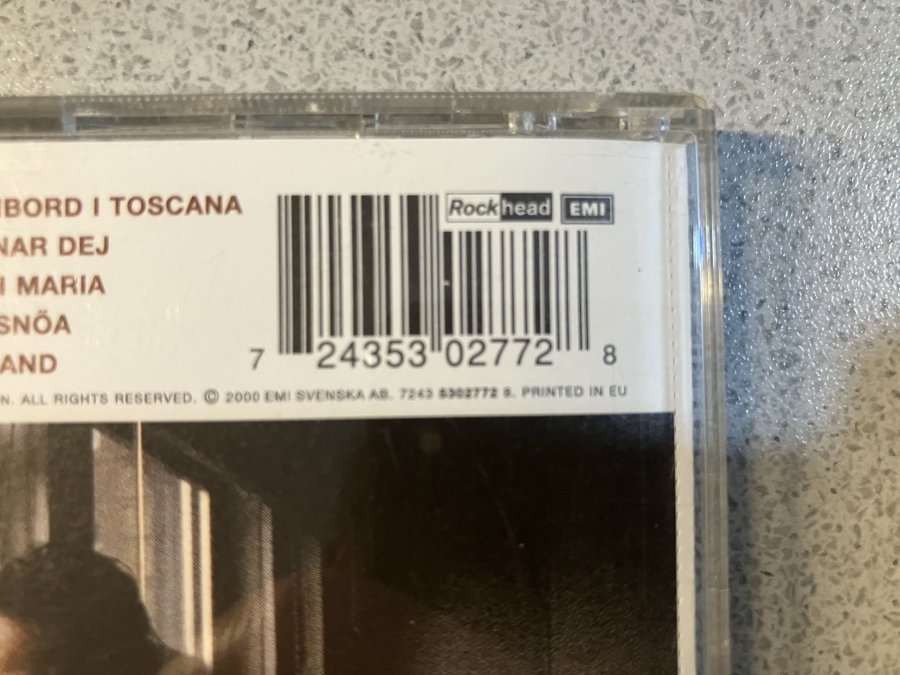 IBORD I TOSCANA
NAR DEJ
I MARIA
SNÖA
AND
Rockhead EMI
7 24353 02772 8
N. ALL RIGHTS RESERVED. © 2000 EMI SVENSKA AB. 7243 5302772 8. PRINTED IN EU